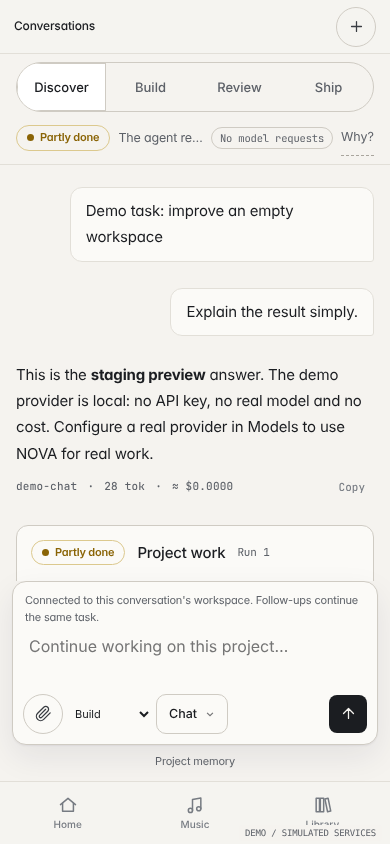 Conversations
Discover
Build
Review
Ship
Partly done
The agent re...
No model requests
Why?
Demo task: improve an empty
workspace
Explain the result simply.
This is the staging preview answer. The demo
provider is local: no API key, no real model and no
cost. Configure a real provider in Models to use
NOVA for real work.
demo-chat · 28 tok · ≈ $0.0000
Copy
Partly done
Project work
Run 1
Connected to this conversation's workspace. Follow-ups continue
the same task.
Continue working on this project...
Build
Chat
Project memory
Home
Music
Library
DEMO / SIMULATED SERVICES